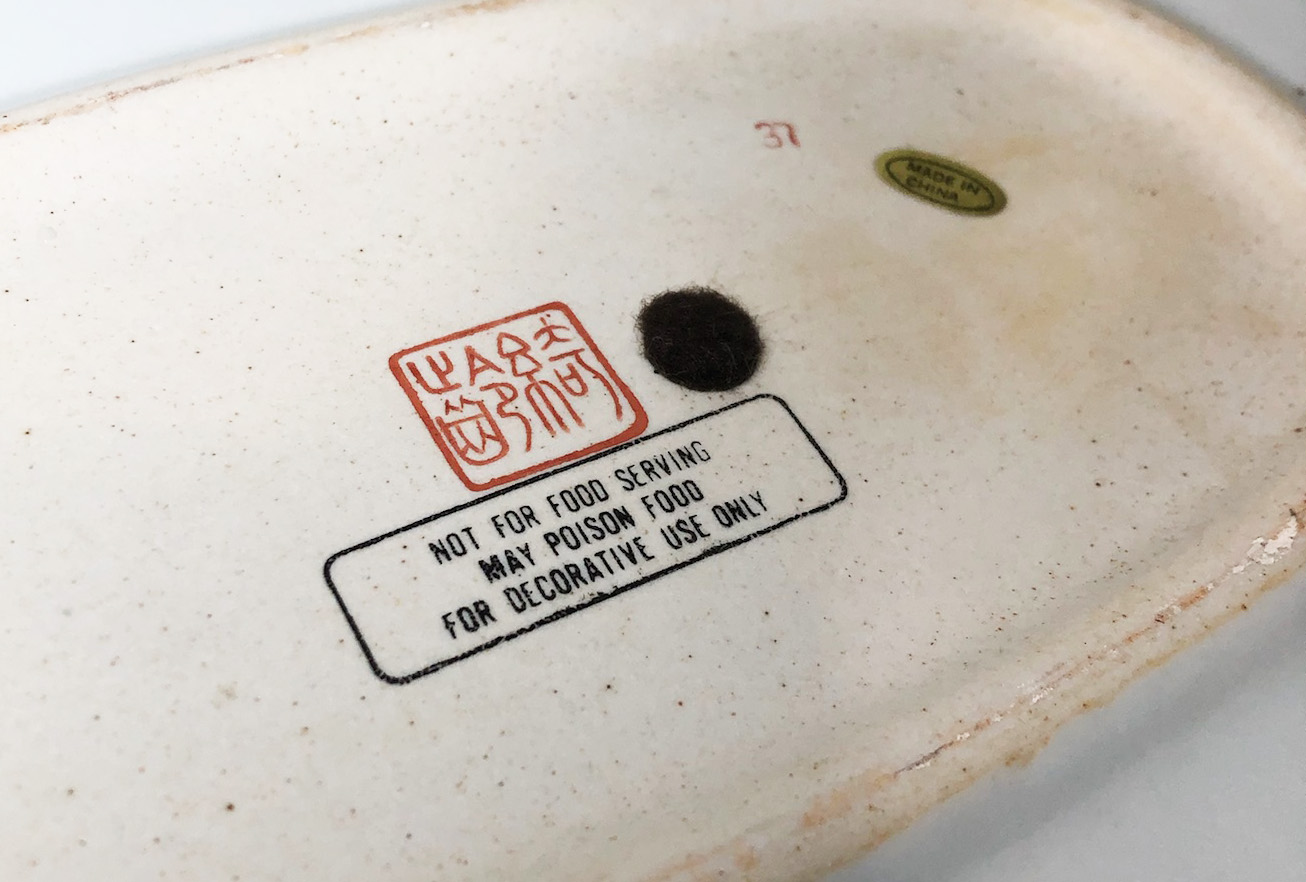 37
MADE IN
CHINA
NOT FOR FOOD SERVING
MAY POISON FOOD
FOR DECORATIVE USE ONLY